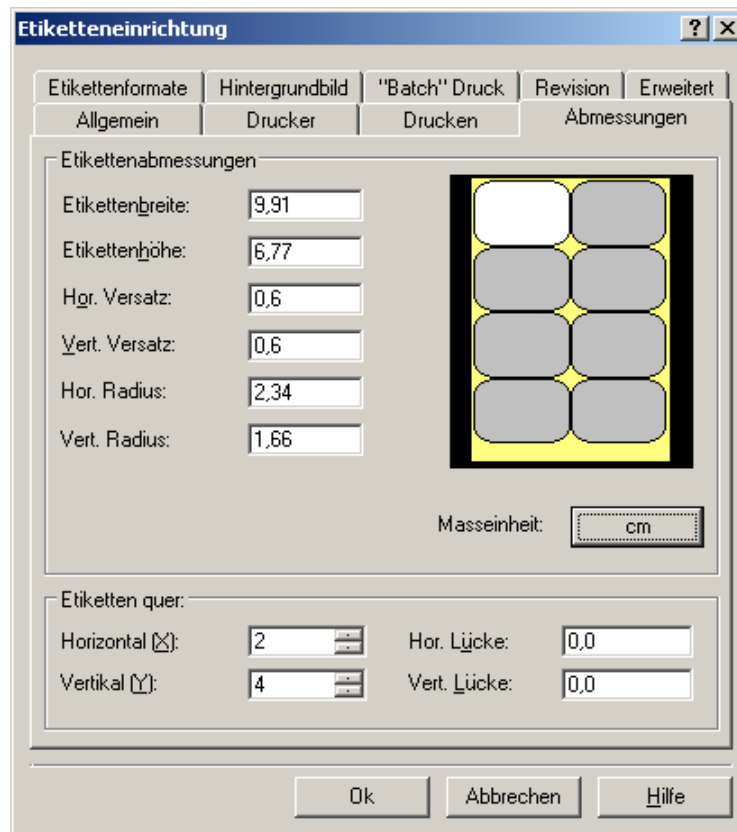 Etiketteneinrichtung
Etikettenformate Hintergrundbild "Batch" Druck Revision Erweitert
Allgemein Drucker Drucken Abmessungen
Etikettenabmessungen
Etikettenbreite: 9,91
Etikettenhöhe: 6,77
Hor. Versatz: 0,6
Vert. Versatz: 0,6
Hor. Radius: 2,34
Vert. Radius: 1,66
Masseinheit: cm
Etiketten quer:
Horizontal (X): 2 Hor. Lücke: 0,0
Vertikal (Y): 4 Vert. Lücke: 0,0
Ok Abbrechen Hilfe